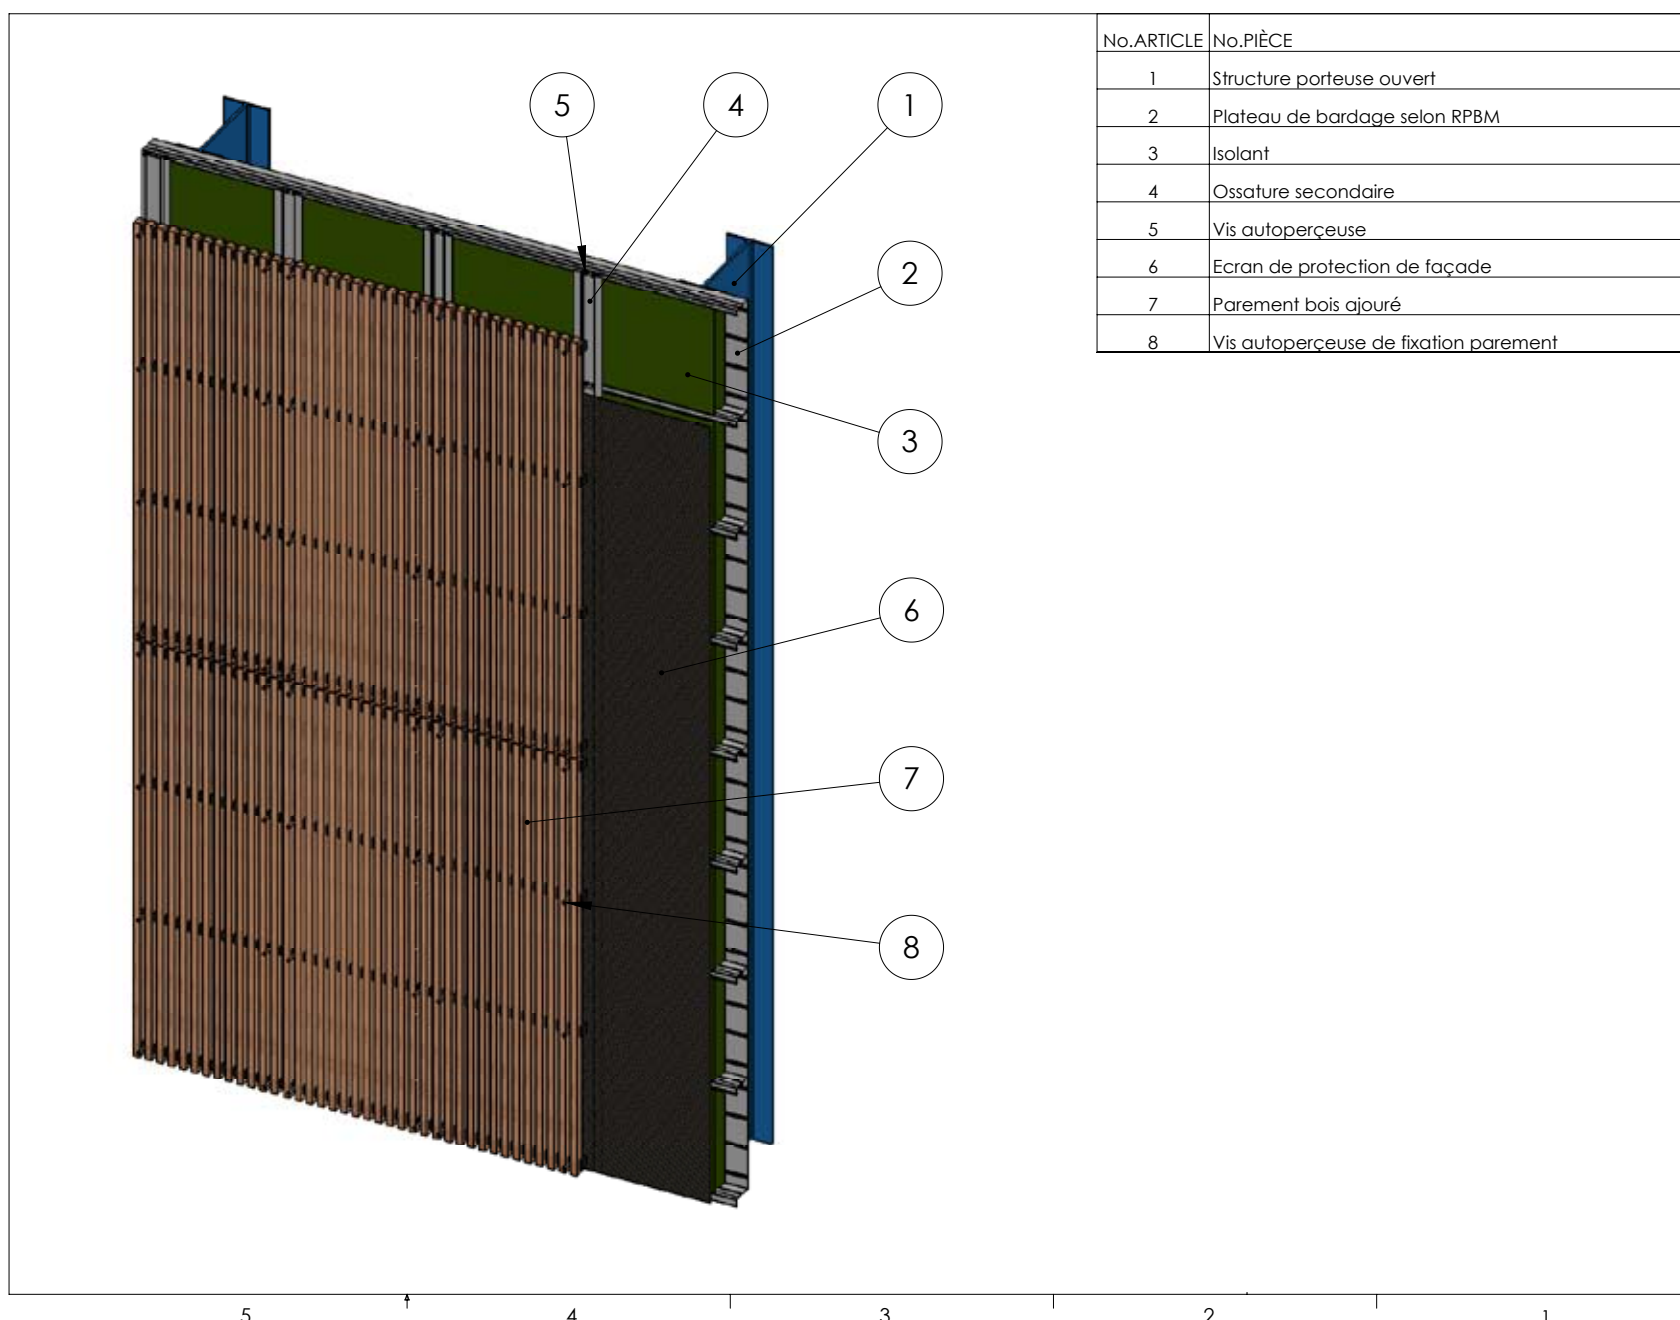 No.ARTICLE No.PIÈCE
1 Structure porteuse ouvert
2 Plateau de bardage selon RPBM
3 Isolant
4 Ossature secondaire
5 Vis autoperçeuse
6 Ecran de protection de façade
7 Parement bois ajouré
8 Vis autoperçeuse de fixation parement
5 4 1
2
3
6
7
8
5 4 3 2 1